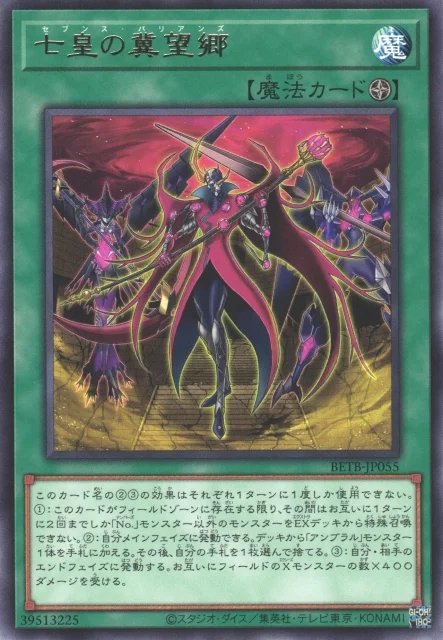 セブンス・バリアンズ
七皇の冀望郷
魔
【魔法カード】
BETB-JP055
このカード名の②③の効果はそれぞれ1ターンに1度しか使用できない。
①:このカードがフィールドゾーンに存在する限り、その間はお互いに1ターン
に2回までしか「No.」モンスター以外のモンスターをEXデッキから特殊召喚
できない。②:自分メインフェイズに発動できる。デッキから「アンブラル」モンスター
1体を手札に加える。その後、自分の手札を1枚選んで捨てる。③:自分・相手の
エンドフェイズに発動する。お互いにフィールドのXモンスターの数×400
ダメージを受ける。
39513225
©スタジオ・ダイス/集英社・テレビ東京・KONAMI